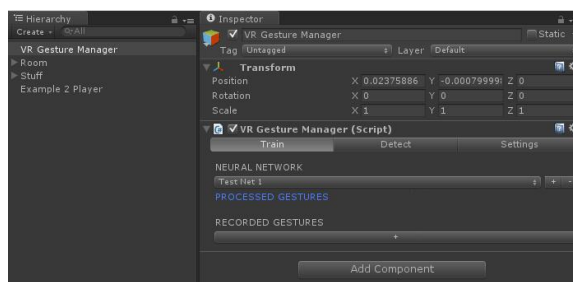 Hierarchy
Create All
VR Gesture Manager
Room
Stuff
Example 2 Player
Inspector
VR Gesture Manager Static
Tag Untagged Layer Default
Transform
Position X 0.02375886 Y -0.00079999 Z 0
Rotation X 0 Y 0 Z 0
Scale X 1 Y 1 Z 1
VR Gesture Manager (Script)
Train Detect Settings
NEURAL NETWORK
Test Net 1 + -
PROCESSED GESTURES
RECORDED GESTURES
+
Add Component